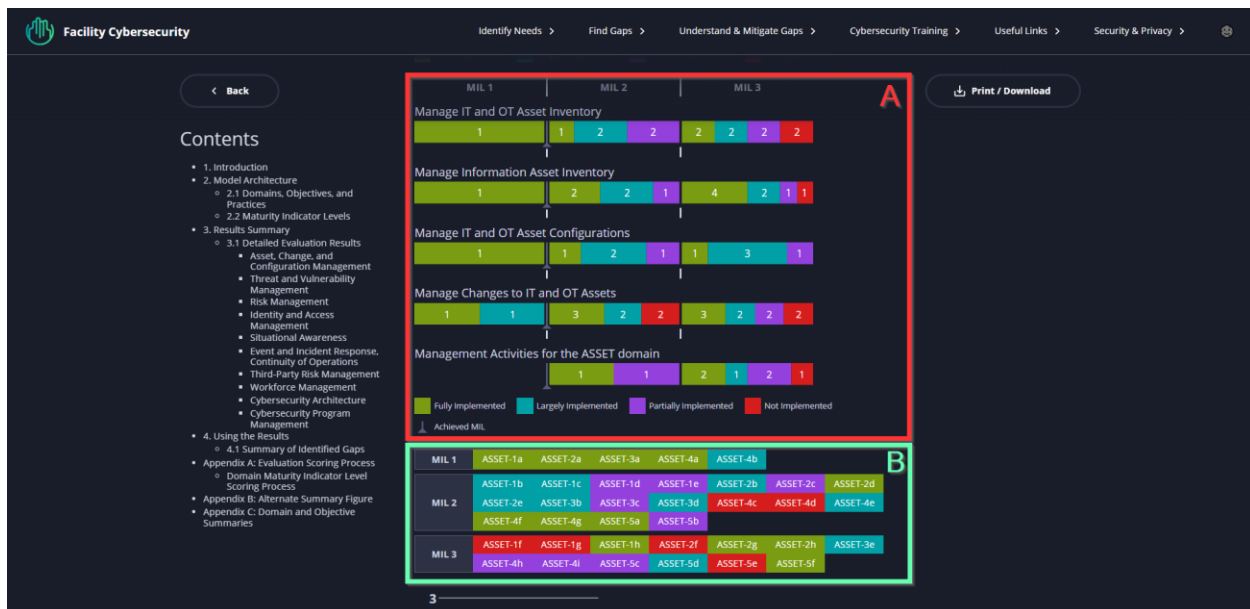 Facility Cybersecurity
Identify Needs >
Find Gaps >
Understand & Mitigate Gaps >
Cybersecurity Training >
Useful Links >
Security & Privacy >
< Back
Print / Download
Contents
• 1. Introduction
• 2. Model Architecture
◦ 2.1 Domains, Objectives, and
Practices
◦ 2.2 Maturity Indicator Levels
• 3. Results Summary
◦ 3.1 Detailed Evaluation Results
▪ Asset, Change, and
Configuration Management
▪ Threat and Vulnerability
Management
▪ Risk Management
▪ Identity and Access
Management
▪ Situational Awareness
▪ Event and Incident Response,
Continuity of Operations
▪ Third-Party Risk Management
▪ Workforce Management
▪ Cybersecurity Architecture
▪ Cybersecurity Program
Management
• 4. Using the Results
◦ 4.1 Summary of Identified Gaps
• Appendix A: Evaluation Scoring Process
◦ Domain Maturity Indicator Level
Scoring Process
• Appendix B: Alternate Summary Figure
• Appendix C: Domain and Objective
Summaries
MIL 1 MIL 2 MIL 3
A
Manage IT and OT Asset Inventory
1 1 2 2 2 2 2 2
Manage Information Asset Inventory
1 2 2 1 4 2 1 1
Manage IT and OT Asset Configurations
1 1 2 1 1 3 1
Manage Changes to IT and OT Assets
1 1 3 2 2 3 2 2 2
Management Activities for the ASSET domain
1 1 2 1 2 1
Fully Implemented Largely Implemented Partially Implemented Not Implemented
Achieved MIL
B
MIL 1 ASSET-1a ASSET-2a ASSET-3a ASSET-4a ASSET-4b
ASSET-1b ASSET-1c ASSET-1d ASSET-1e ASSET-2b ASSET-2c ASSET-2d
MIL 2 ASSET-2e ASSET-3b ASSET-3c ASSET-3d ASSET-4c ASSET-4d ASSET-4e
ASSET-4f ASSET-4g ASSET-5a ASSET-5b
MIL 3 ASSET-1f ASSET-1g ASSET-1h ASSET-2f ASSET-2g ASSET-2h ASSET-3e
ASSET-4h ASSET-4i ASSET-5c ASSET-5d ASSET-5e ASSET-5f
3